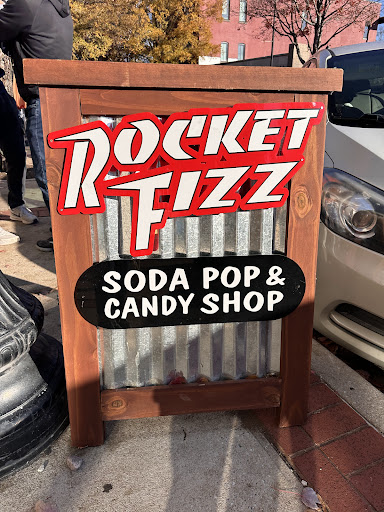 ROCKET
FIZZ
SODA POP &
CANDY SHOP